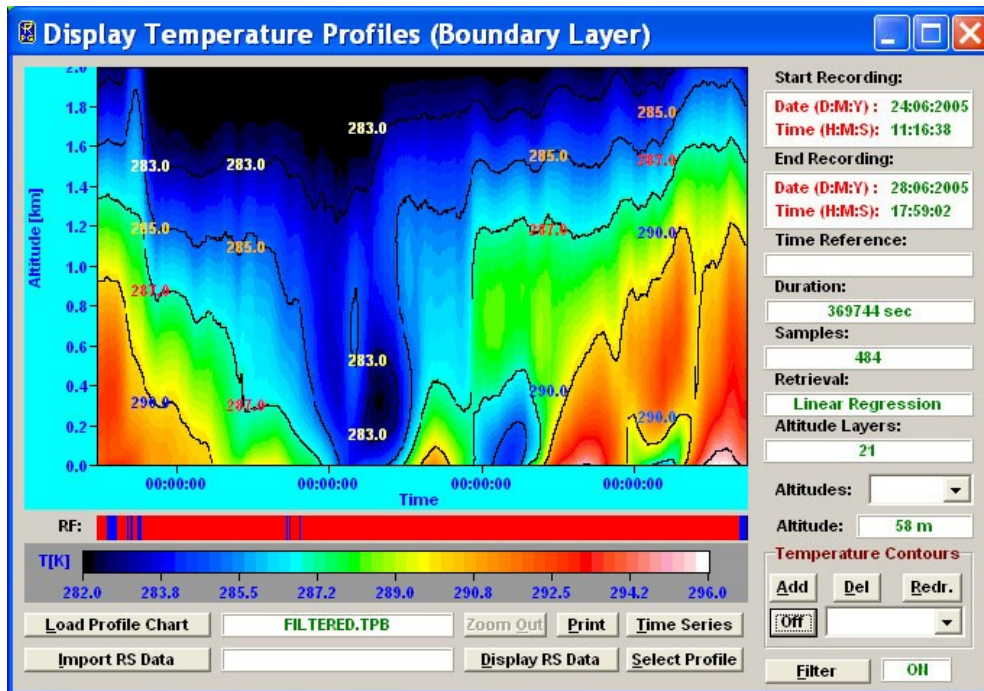 Display Temperature Profiles (Boundary Layer)
Start Recording:
Date (D:M:Y) : 24:06:2005
Time (H:M:S): 11:16:38
End Recording:
Date (D:M:Y) : 28:06:2005
Time (H:M:S): 17:59:02
Time Reference:
Duration:
369744 sec
Samples:
484
Retrieval:
Linear Regression
Altitude Layers:
21
Altitudes:
Altitude: 58 m
Temperature Contours
Add Del Redr.
Off
Filter ON
Altitude [km]
2.0
1.8
1.6
1.4
1.2
1.0
0.8
0.6
0.4
0.2
0.0
283.0 283.0 283.0 285.0 285.0 287.0
285.0 285.0 287.0 290.0
287.0
283.0
290.0 287.0 290.0
283.0 290.0
00:00:00 00:00:00 00:00:00 00:00:00
Time
RF:
T[K]
282.0 283.8 285.5 287.2 289.0 290.8 292.5 294.2 296.0
Load Profile Chart FILTERED.TPB Zoom Out Print Time Series
Import RS Data Display RS Data Select Profile